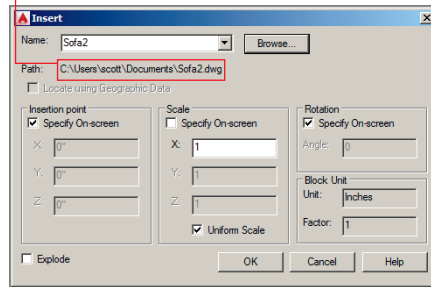 Insert
Name: Sofa2 Browse...
Path: C:\Users\scott\Documents\Sofa2.dwg
Locate using Geographic Data
Insertion point
Specify On-screen
X: 0"
Y: 0"
Z: 0"
Scale
Specify On-screen
X: 1
Y: 1
Z: 1
Uniform Scale
Rotation
Specify On-screen
Angle: 0
Block Unit
Unit: Inches
Factor: 1
Explode
OK Cancel Help